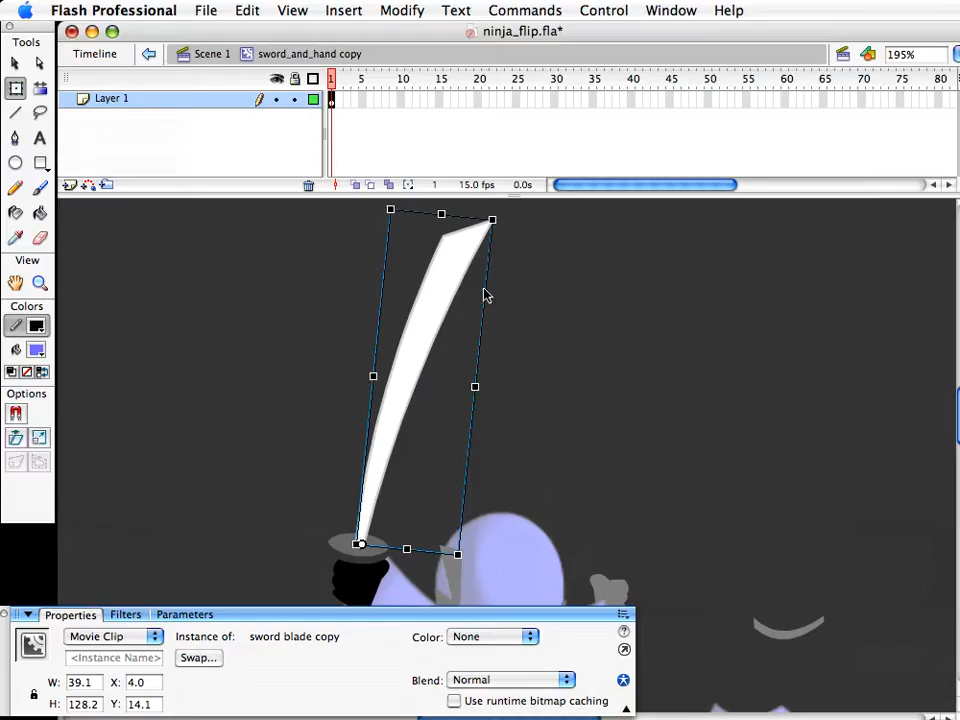 Flash Professional File Edit View Insert Modify Text Commands Control Window Help
ninja_flip.fla*
Tools
Timeline Scene 1 sword_and_hand copy 195%
1 5 10 15 20 25 30 35 40 45 50 55 60 65 70 75 80
Layer 1
1 15.0 fps 0.0s
View
Colors
Options
Properties Filters Parameters
Movie Clip Instance of: sword blade copy Color: None
<Instance Name> Swap...
W: 39.1 X: 4.0 Blend: Normal
H: 128.2 Y: 14.1 Use runtime bitmap caching